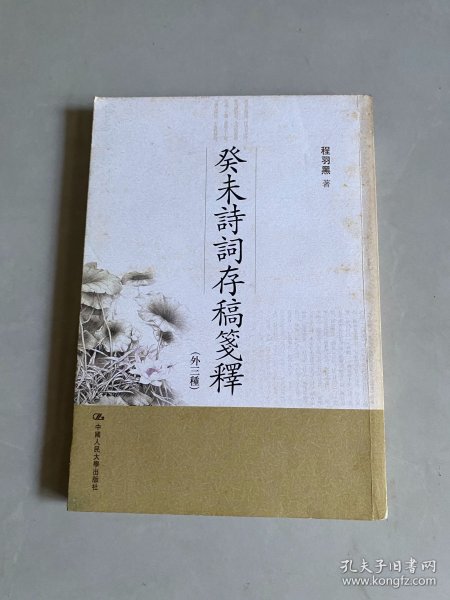 程羽黑 著
癸未詩詞存稿箋釋
（外三種）
中國人民大學出版社
孔夫子旧书网
www.kongfz.com